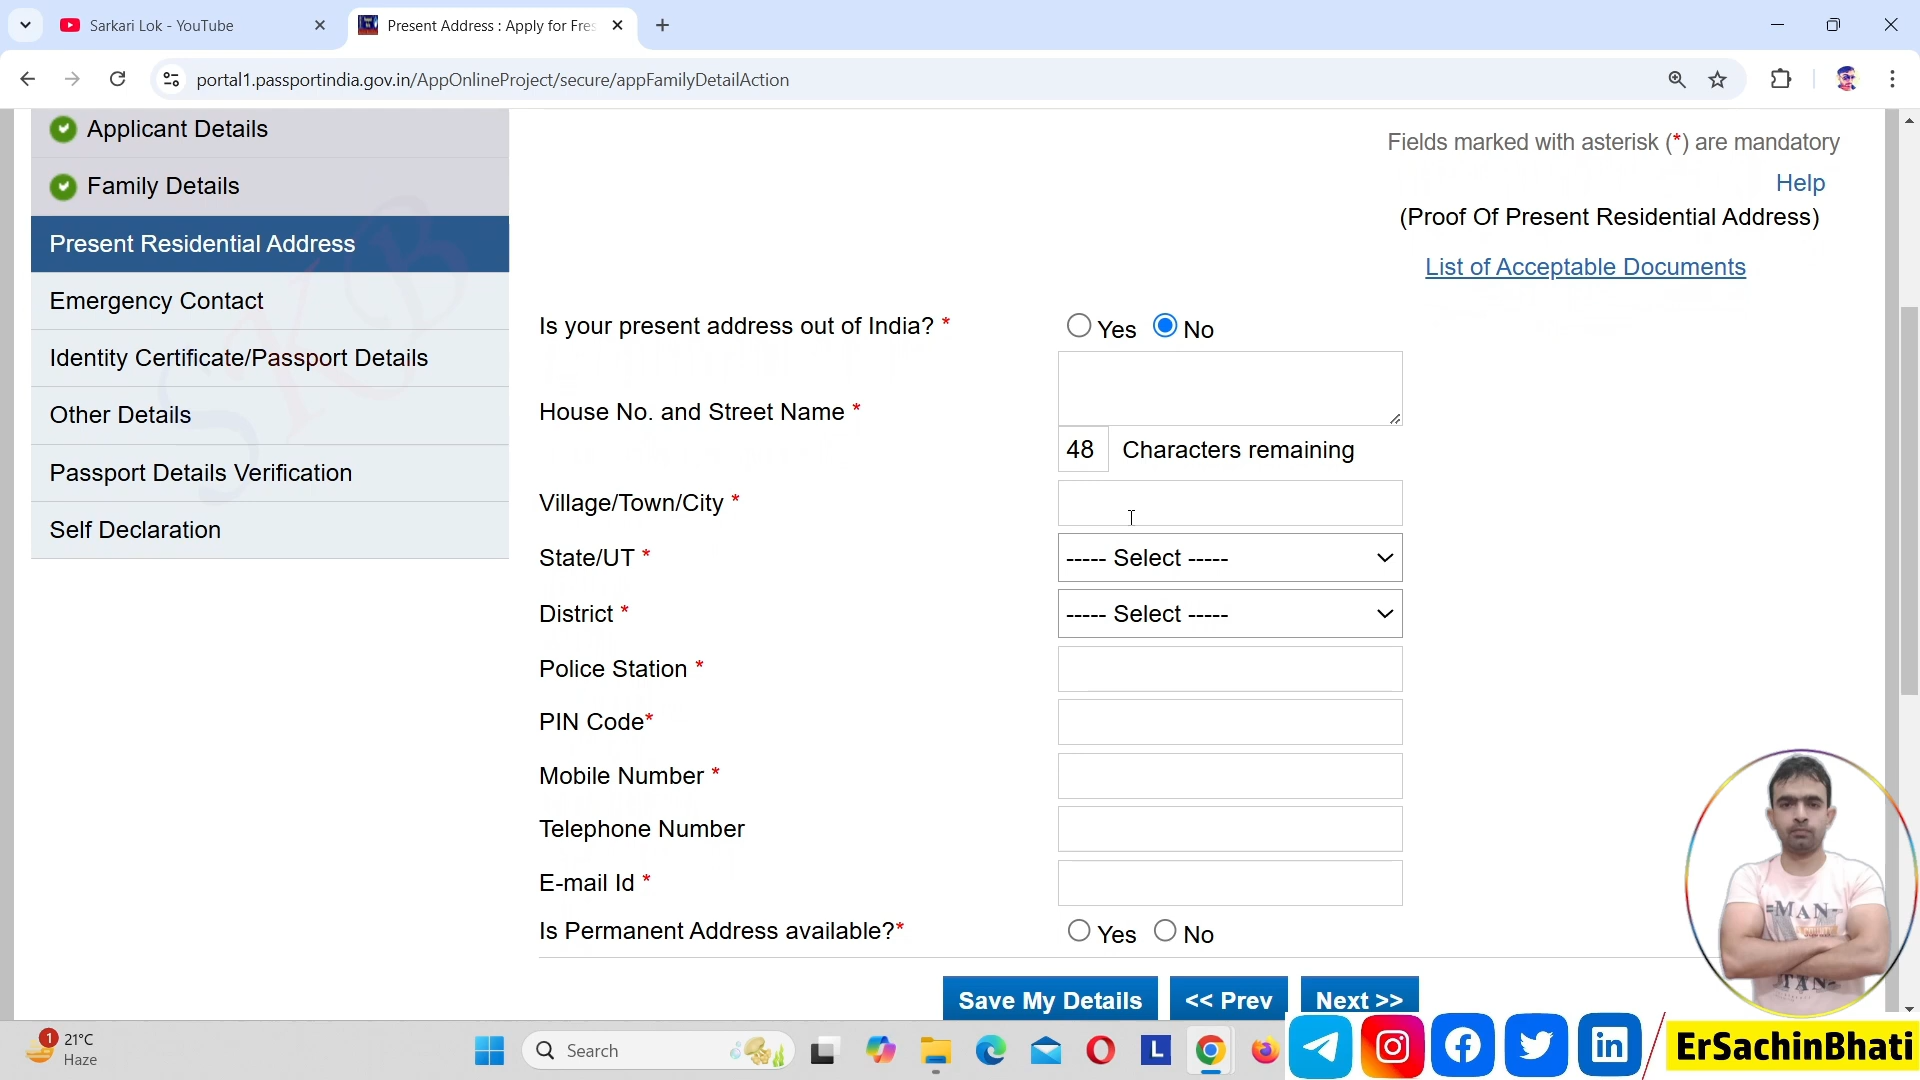 Sarkari Lok - YouTube
Present Address : Apply for Fres
portal1.passportindia.gov.in/AppOnlineProject/secure/appFamilyDetailAction
Applicant Details
Family Details
Present Residential Address
Emergency Contact
Identity Certificate/Passport Details
Other Details
Passport Details Verification
Self Declaration
SKB
Fields marked with asterisk (*) are mandatory
Help
(Proof Of Present Residential Address)
List of Acceptable Documents
Is your present address out of India? * Yes No
House No. and Street Name *
48 Characters remaining
Village/Town/City *
State/UT * ----- Select -----
District * ----- Select -----
Police Station *
PIN Code*
Mobile Number *
Telephone Number
E-mail Id *
Is Permanent Address available?* Yes No
Save My Details << Prev Next >>
MAN
TAN
1
21°C
Haze
Search
L
in
ErSachinBhati